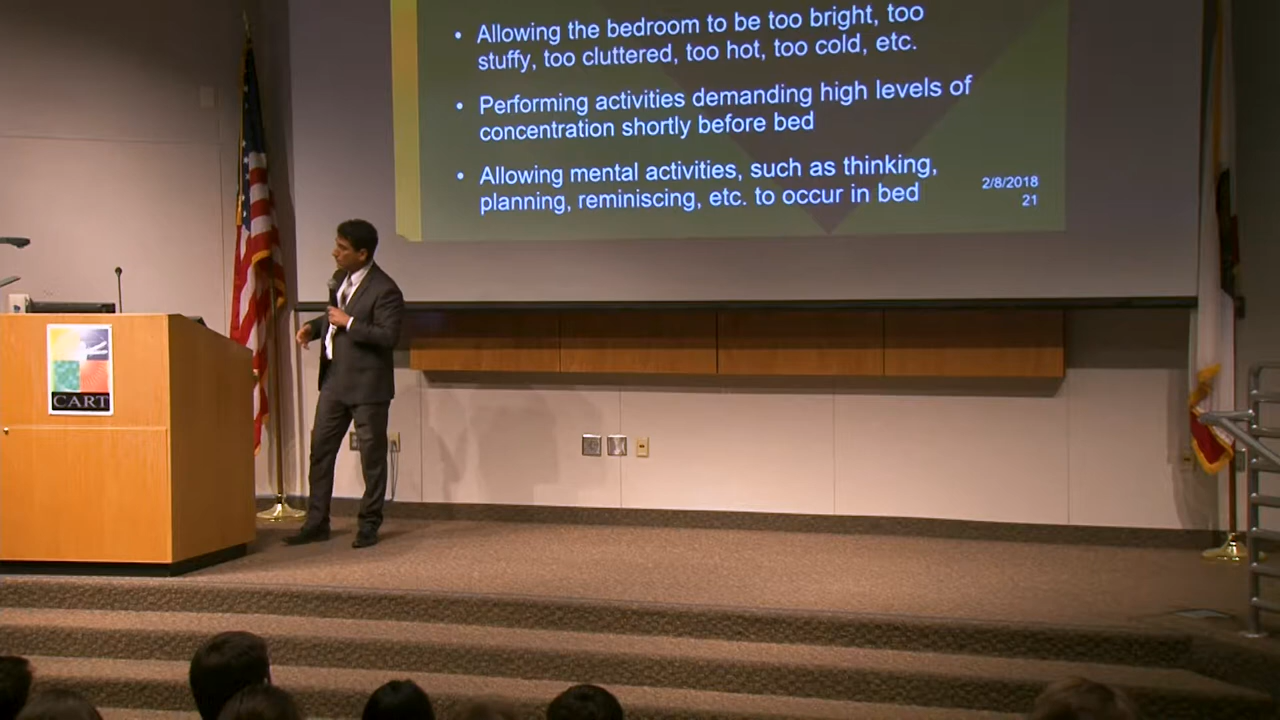 • Allowing the bedroom to be too bright, too
stuffy, too cluttered, too hot, too cold, etc.
• Performing activities demanding high levels of
concentration shortly before bed
• Allowing mental activities, such as thinking,
planning, reminiscing, etc. to occur in bed
2/8/2018
21
CART